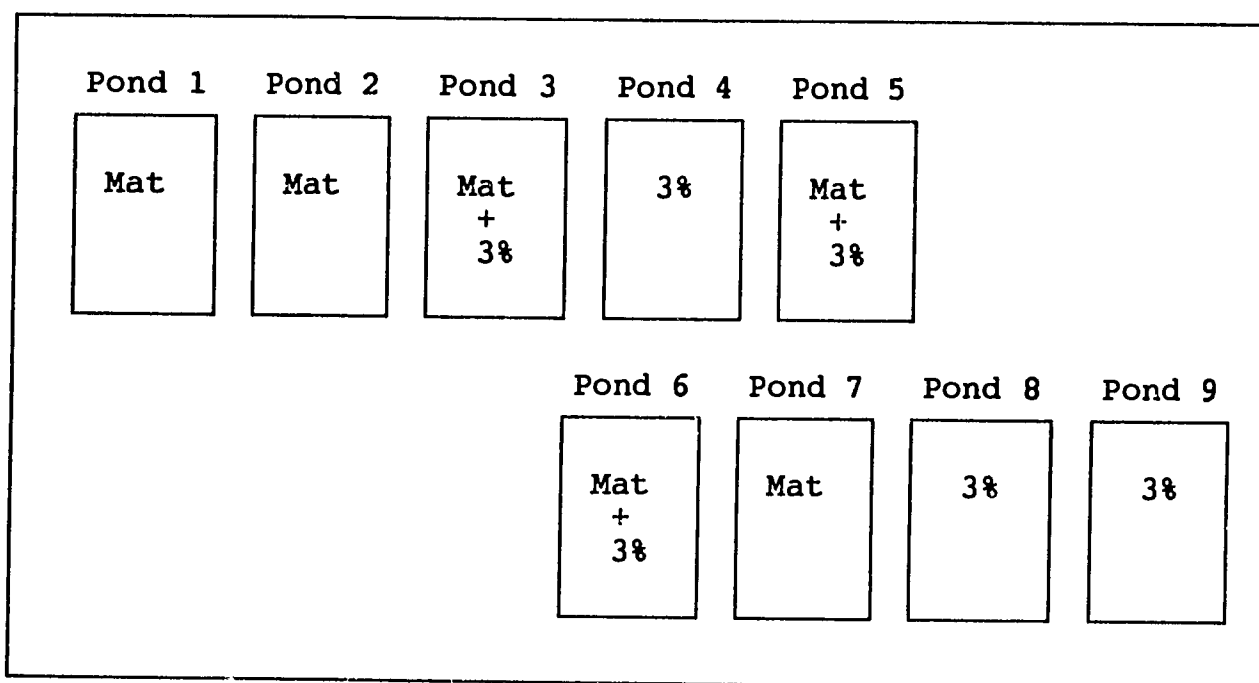 Pond 1 Pond 2 Pond 3 Pond 4 Pond 5
Mat Mat Mat 3% Mat
+ +
3% 3%
Pond 6 Pond 7 Pond 8 Pond 9
Mat Mat 3% 3%
+
3%